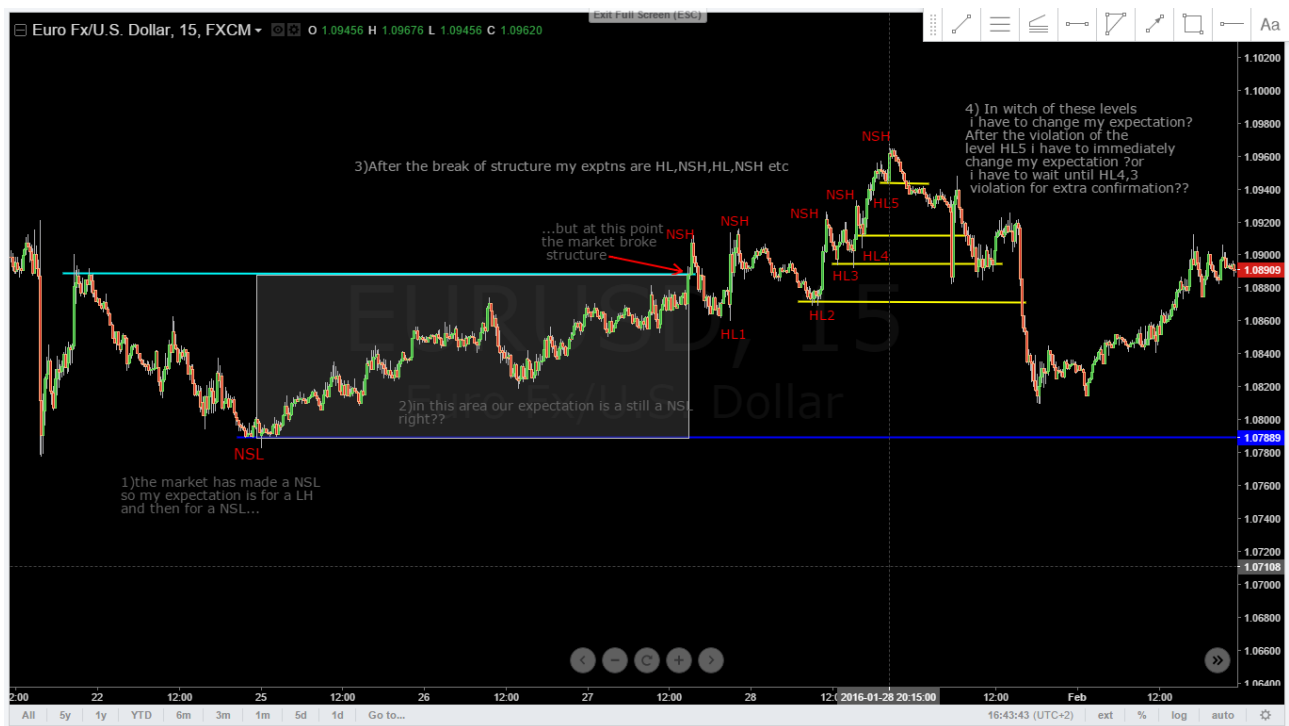 Exit Full Screen (ESC)
Euro Fx/U.S. Dollar, 15, FXCM O 1.09456 H 1.09676 L 1.09456 C 1.09620
Aa
1.10200
1.10000
1.09800
1.09600
1.09400
1.09200
1.09000
1.08909
1.08800
1.08600
1.08400
1.08200
1.08000
1.07889
1.07800
1.07600
1.07400
1.07200
1.07108
1.07000
1.06800
1.06600
1.06400
4) In witch of these levels
i have to change my expectation?
After the violation of the
level HL5 i have to immediately
change my expectation ?or
i have to wait until HL4,3
violation for extra confirmation??
3)After the break of structure my exptns are HL,NSH,HL,NSH etc
...but at this point
the market broke
structure
NSH
NSH
NSH
NSH
NSH
HL5
HL4
HL3
HL2
HL1
EURUSD, 15
Euro Fx/U.S. Dollar
2)in this area our expectation is a still a NSL
right??
NSL
1)the market has made a NSL
so my expectation is for a LH
and then for a NSL...
2:00 22 12:00 25 12:00 26 12:00 27 12:00 28 12:0 2016-01-28 20:15:00 12:00 Feb 12:00
All 5y 1y YTD 6m 3m 1m 5d 1d Go to... 16:43:43 (UTC+2) ext % log auto